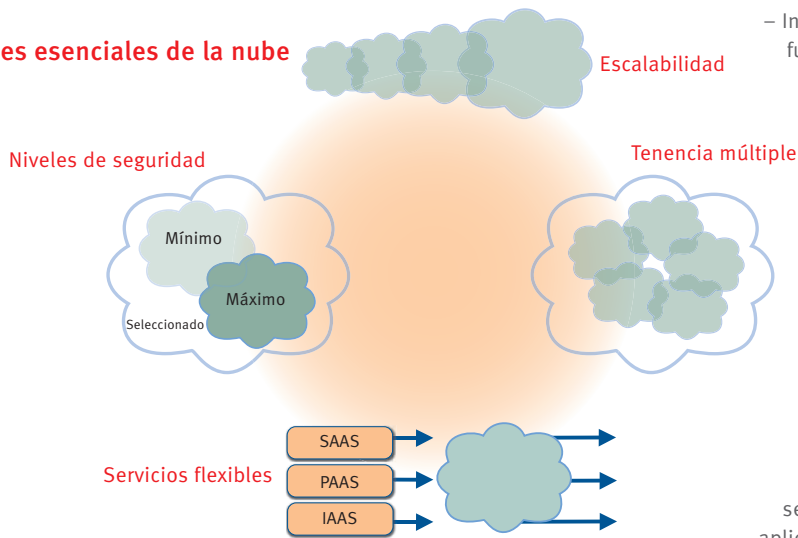 es esenciales de la nube
Escalabilidad
Niveles de seguridad
Tenencia múltiple
Mínimo
Máximo
Seleccionado
Servicios flexibles
SAAS
PAAS
IAAS